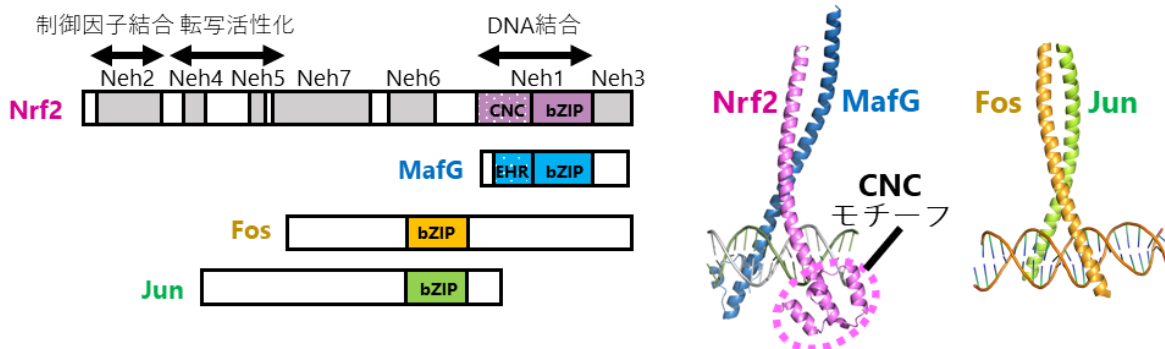 制御因子結合 転写活性化
DNA結合
Neh2 Neh4 Neh5 Neh7 Neh6 Neh1 Neh3
Nrf2
CNC bZIP
MafG
EHR bZIP
Fos
bZIP
Jun
bZIP
Nrf2 MafG
CNC
モチーフ
Fos Jun